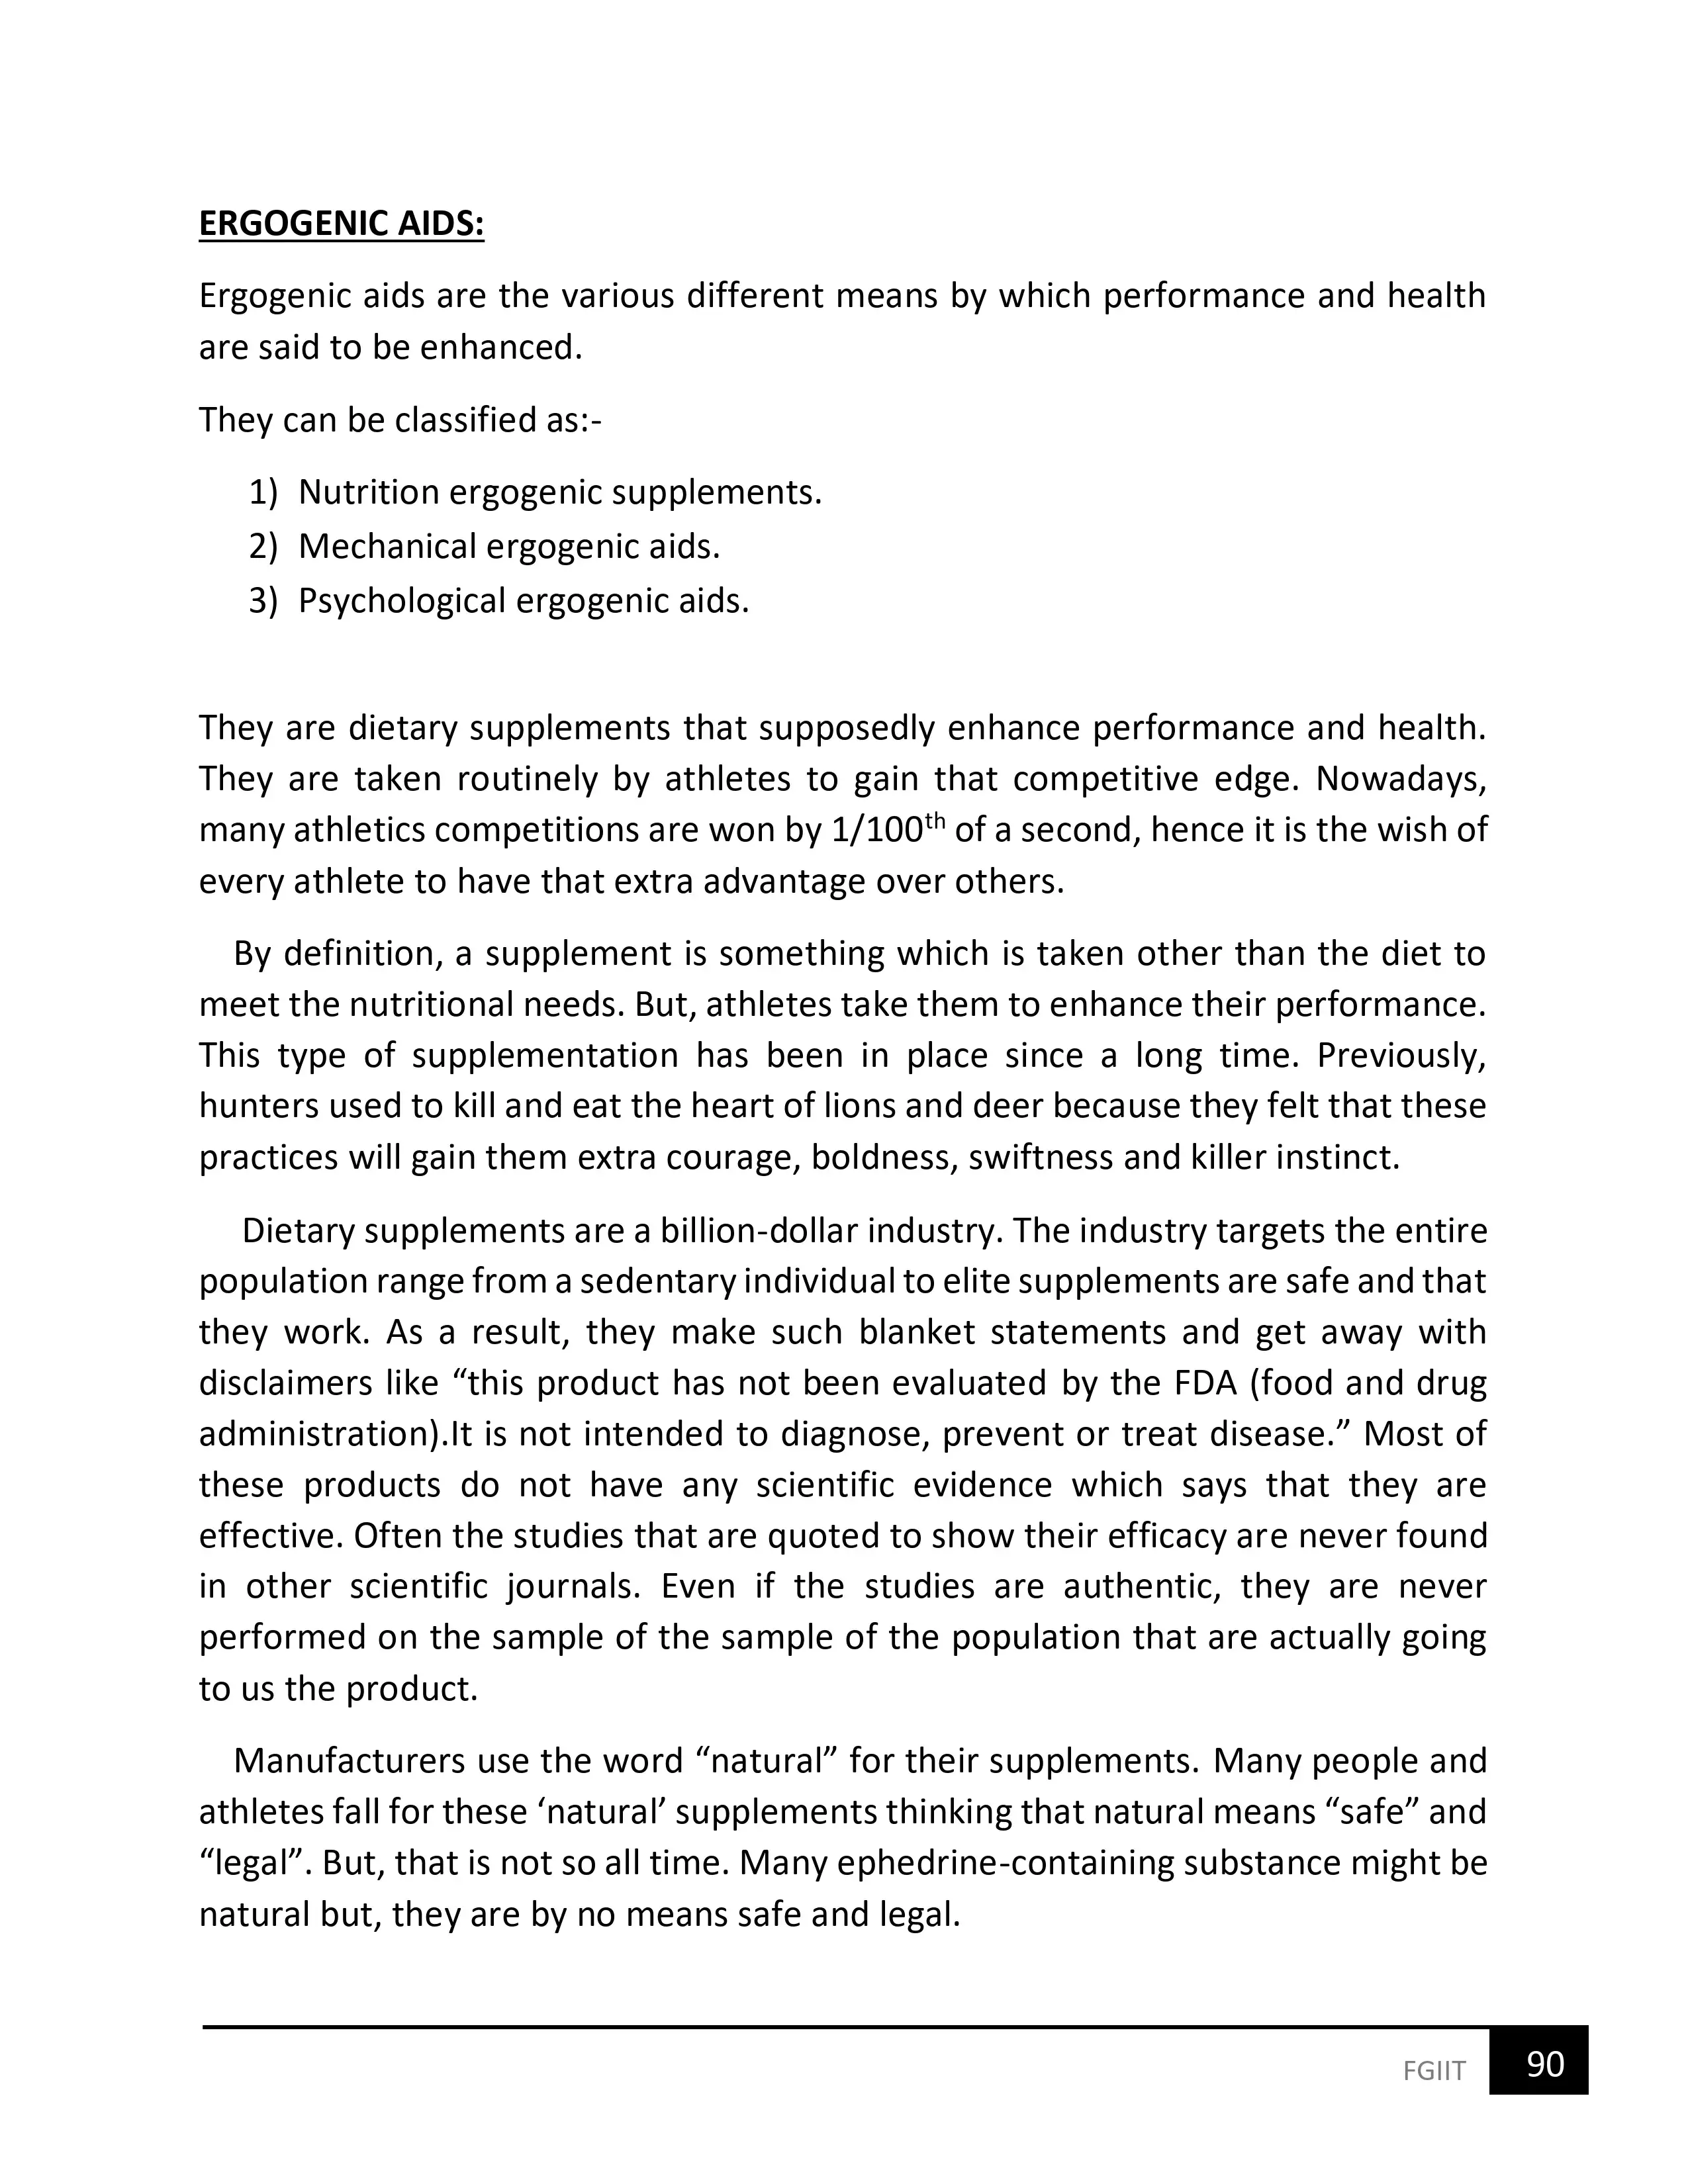 ERGOGENIC AIDS:
Ergogenic aids are the various different means by which performance and health
are said to be enhanced.
They can be classified as:-
1) Nutrition ergogenic supplements.
2) Mechanical ergogenic aids.
3) Psychological ergogenic aids.
They are dietary supplements that supposedly enhance performance and health.
They are taken routinely by athletes to gain that competitive edge. Nowadays,
many athletics competitions are won by 1/100th of a second, hence it is the wish of
every athlete to have that extra advantage over others.
By definition, a supplement is something which is taken other than the diet to
meet the nutritional needs. But, athletes take them to enhance their performance.
This type of supplementation has been in place since a long time. Previously,
hunters used to kill and eat the heart of lions and deer because they felt that these
practices will gain them extra courage, boldness, swiftness and killer instinct.
Dietary supplements are a billion-dollar industry. The industry targets the entire
population range from a sedentary individual to elite supplements are safe and that
they work. As a result, they make such blanket statements and get away with
disclaimers like “this product has not been evaluated by the FDA (food and drug
administration).It is not intended to diagnose, prevent or treat disease.” Most of
these products do not have any scientific evidence which says that they are
effective. Often the studies that are quoted to show their efficacy are never found
in other scientific journals. Even if the studies are authentic, they are never
performed on the sample of the sample of the population that are actually going
to us the product.
Manufacturers use the word “natural” for their supplements. Many people and
athletes fall for these ‘natural’ supplements thinking that natural means “safe” and
“legal”. But, that is not so all time. Many ephedrine-containing substance might be
natural but, they are by no means safe and legal.
FGIIT 90